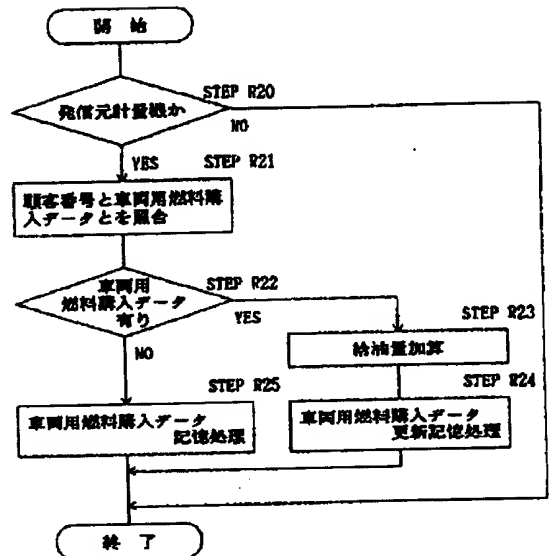 開 始
STEP R20
発信元計量機か
NO
YES
STEP R21
顧客番号と車両用燃料購
入データとを照合
STEP R22
車両用
燃料購入データ
有り
YES
STEP R23
NO
給油量加算
STEP R25
STEP R24
車両用燃料購入データ
記憶処理
車両用燃料購入データ
更新記憶処理
終 了